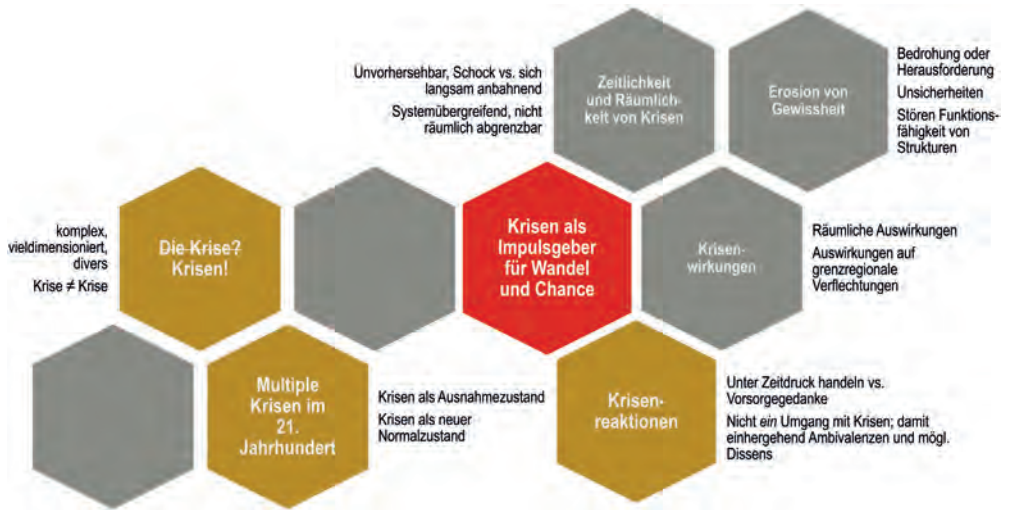 Unvorhersehbar, Schock vs. sich
langsam anbahnend
Systemübergreifend, nicht
räumlich abgrenzbar
Zeitlichkeit
und Räumlich-
keit von Krisen
Erosion von
Gewissheit
Bedrohung oder
Herausforderung
Unsicherheiten
Stören Funktions-
fähigkeit von
Strukturen
komplex,
vieldimensioniert,
divers
Krise ≠ Krise
Die Krise?
Krisen!
Krisen als
Impulsgeber
für Wandel
und Chance
Krisen-
wirkungen
Räumliche Auswirkungen
Auswirkungen auf
grenzregionale
Verflechtungen
Multiple
Krisen im
21.
Jahrhundert
Krisen als Ausnahmezustand
Krisen als neuer
Normalzustand
Krisen-
reaktionen
Unter Zeitdruck handeln vs.
Vorsorgegedanke
Nicht ein Umgang mit Krisen; damit
einhergehend Ambivalenzen und mögl.
Dissens